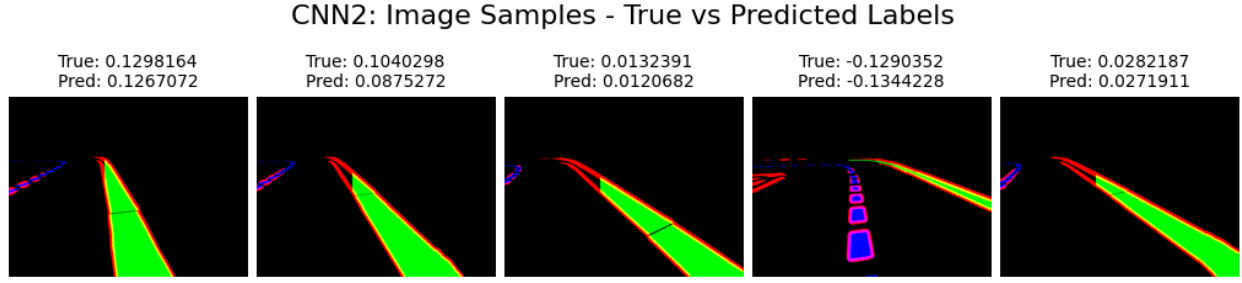 CNN2: Image Samples - True vs Predicted Labels
True: 0.1298164
Pred: 0.1267072
True: 0.1040298
Pred: 0.0875272
True: 0.0132391
Pred: 0.0120682
True: -0.1290352
Pred: -0.1344228
True: 0.0282187
Pred: 0.0271911